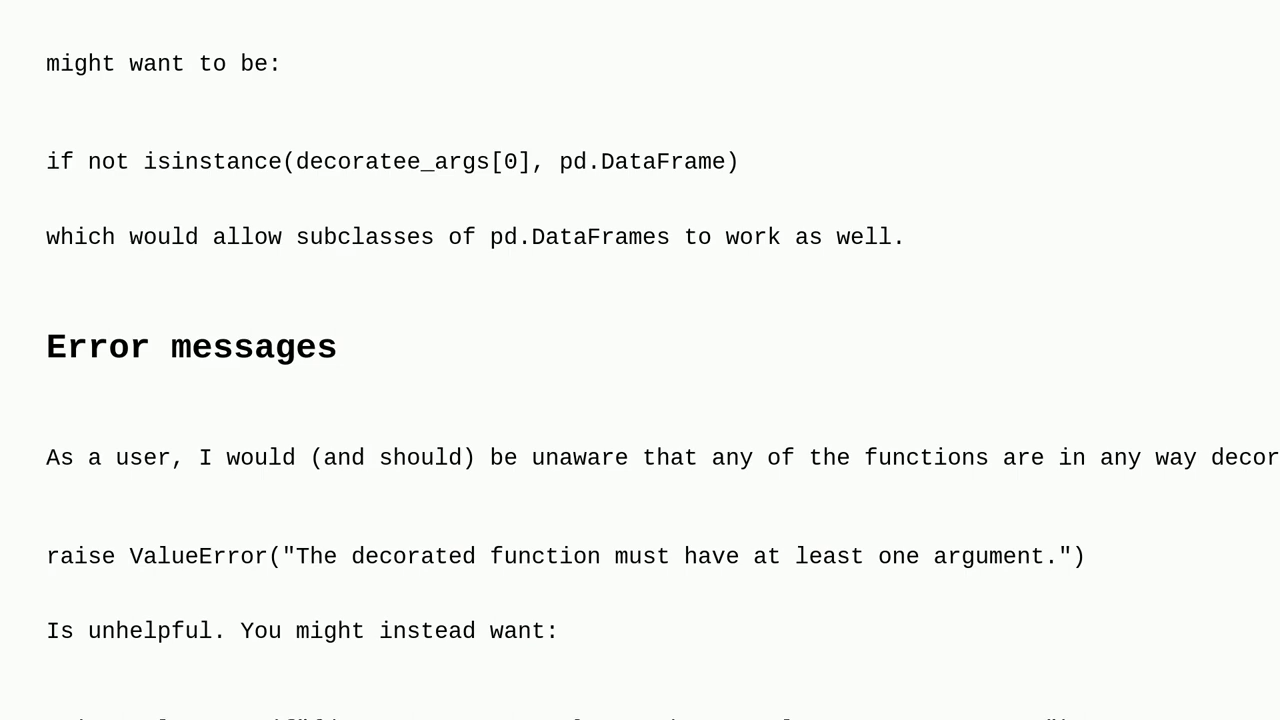 might want to be:
if not isinstance(decoratee_args[0], pd.DataFrame)
which would allow subclasses of pd.DataFrames to work as well.
Error messages
As a user, I would (and should) be unaware that any of the functions are in any way
raise ValueError("The decorated function must have at least one argument.")
Is unhelpful. You might instead want: